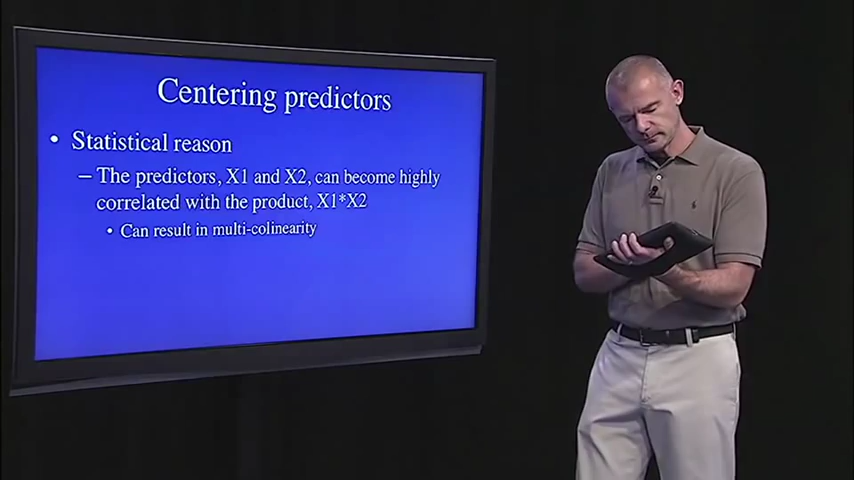 Centering predictors
• Statistical reason
– The predictors, X1 and X2, can become highly
correlated with the product, X1*X2
• Can result in multi-colinearity